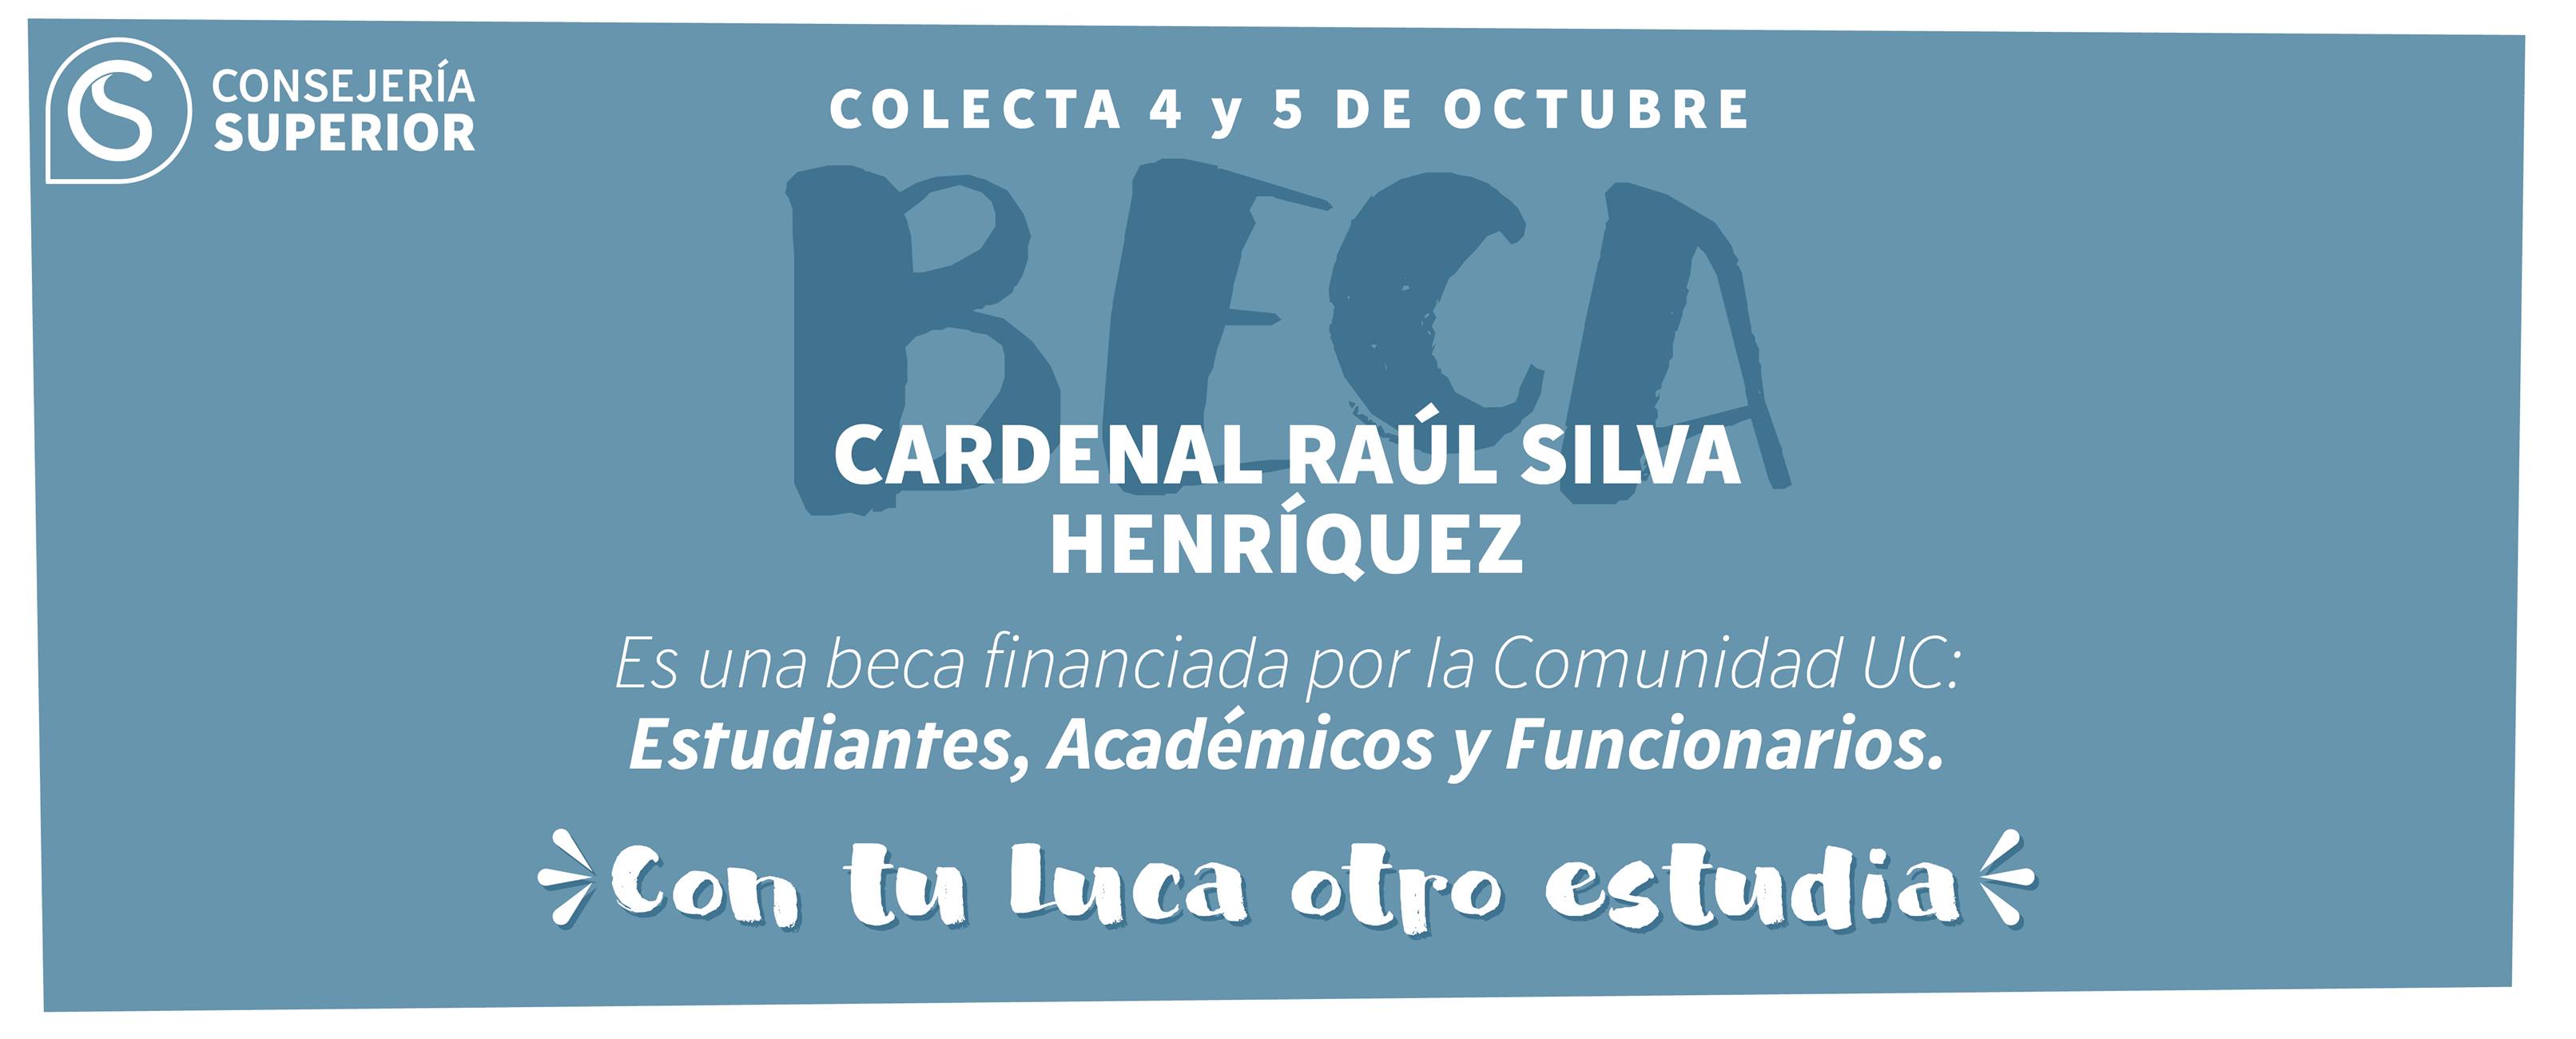 CONSEJERÍA
SUPERIOR
COLECTA 4 y 5 DE OCTUBRE
BECA
CARDENAL RAÚL SILVA
HENRÍQUEZ
Es una beca financiada por la Comunidad UC:
Estudiantes, Académicos y Funcionarios.
Con tu Luca otro estudia